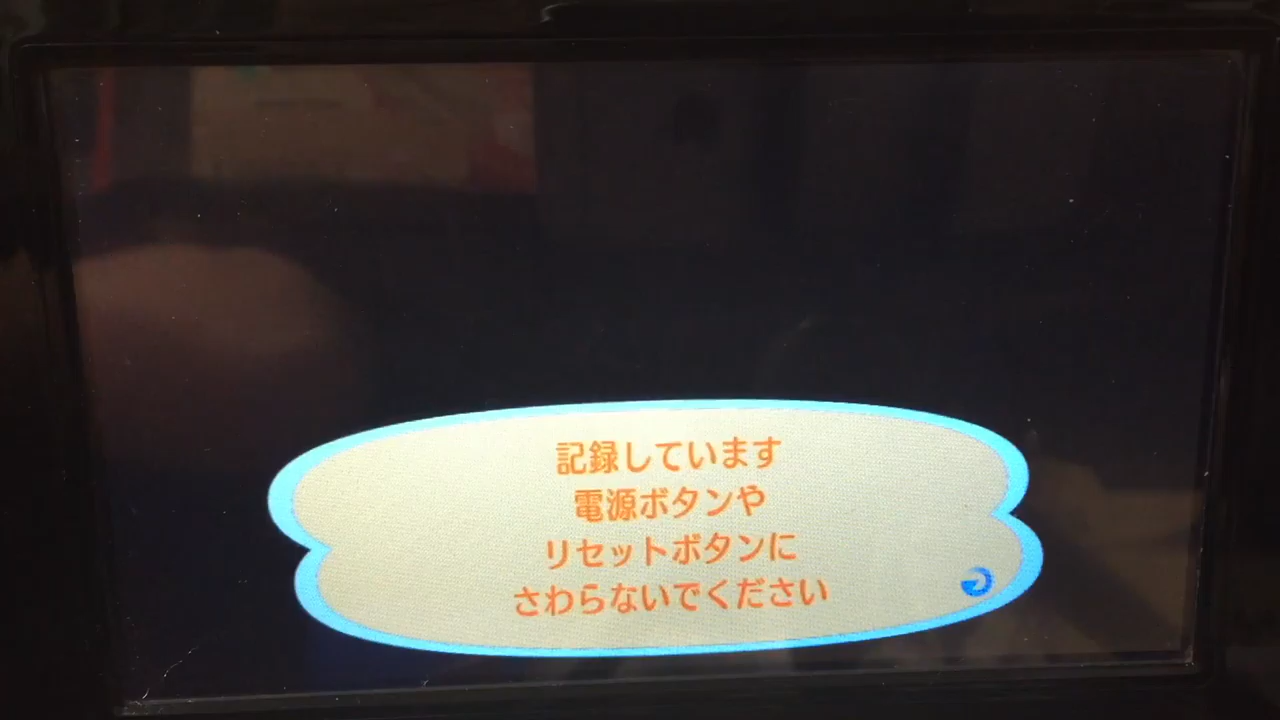 記録しています
電源ボタンや
リセットボタンに
さわらないでください